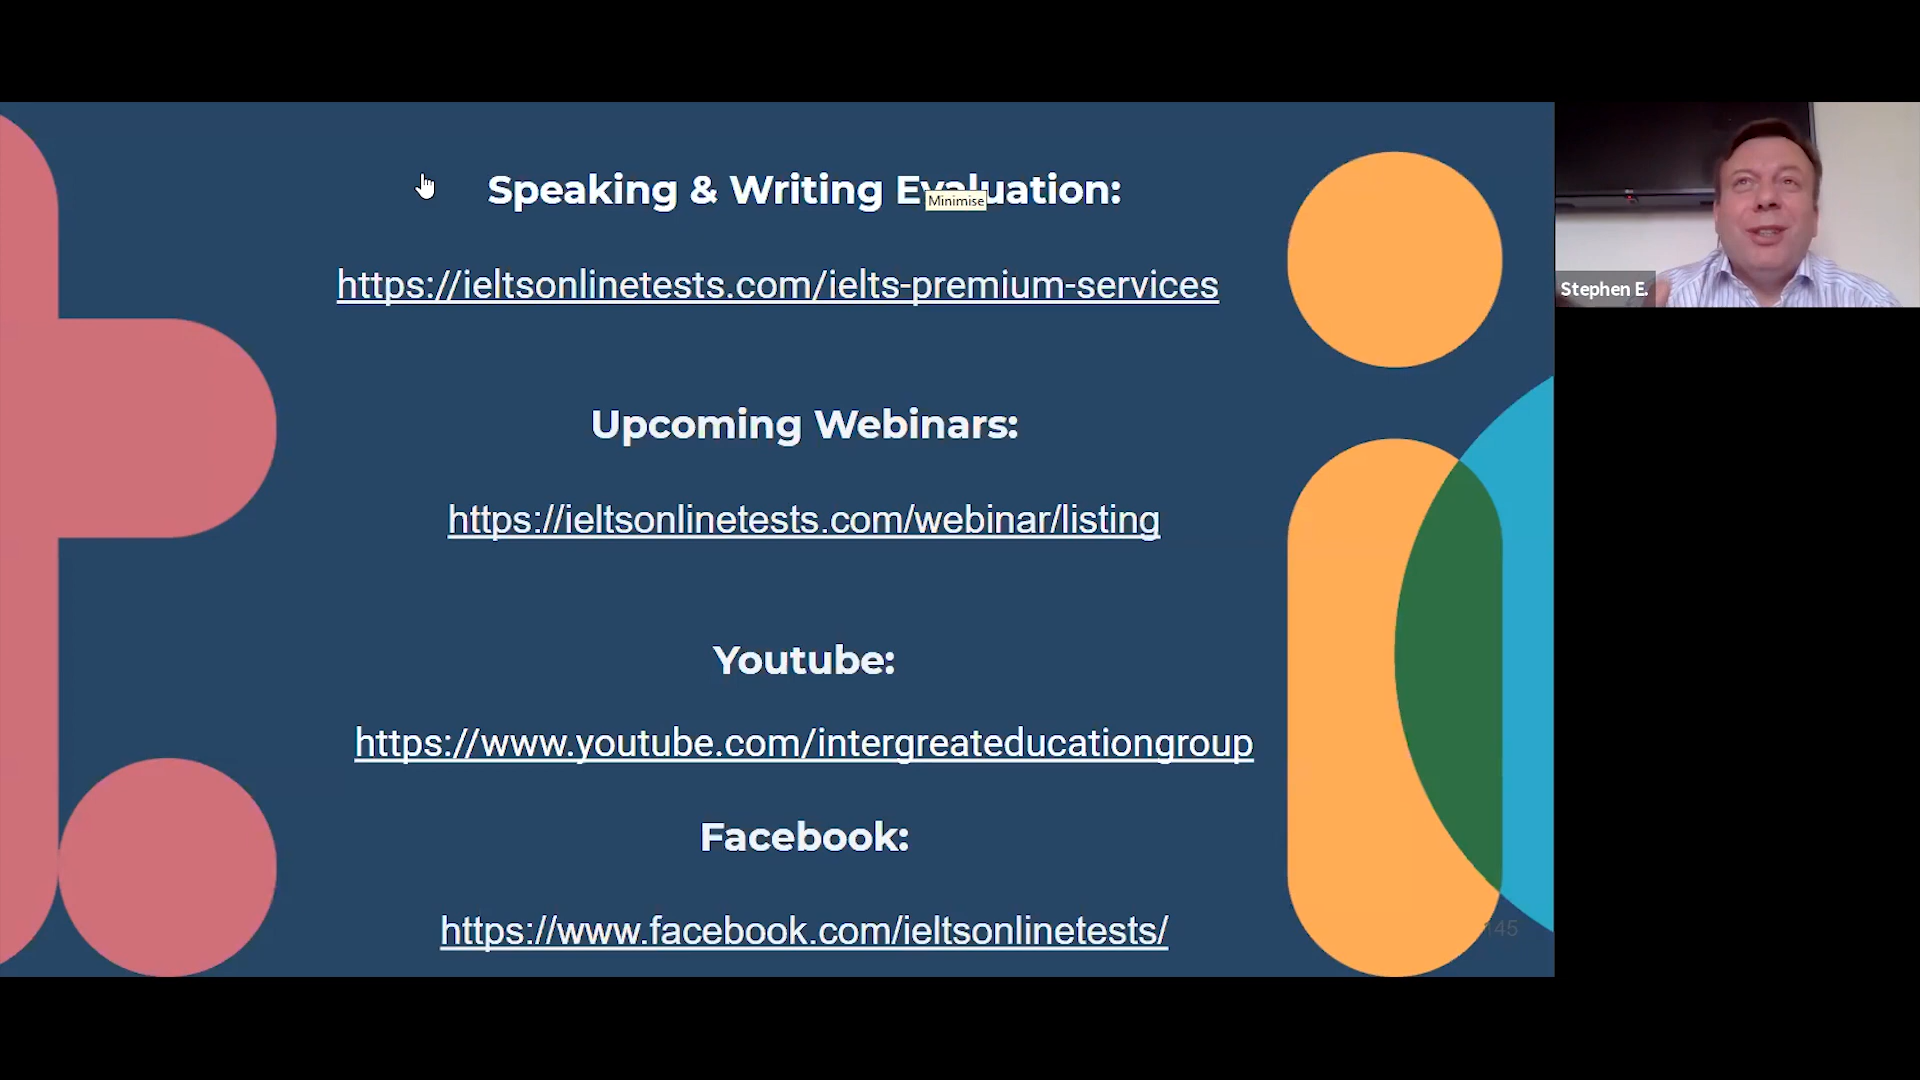 Speaking & Writing Evaluation:
Minimise
https://ieltsonlinetests.com/ielts-premium-services
Stephen E.
Upcoming Webinars:
https://ieltsonlinetests.com/webinar/listing
Youtube:
https://www.youtube.com/intergreateducationgroup
Facebook:
https://www.facebook.com/ieltsonlinetests/
145